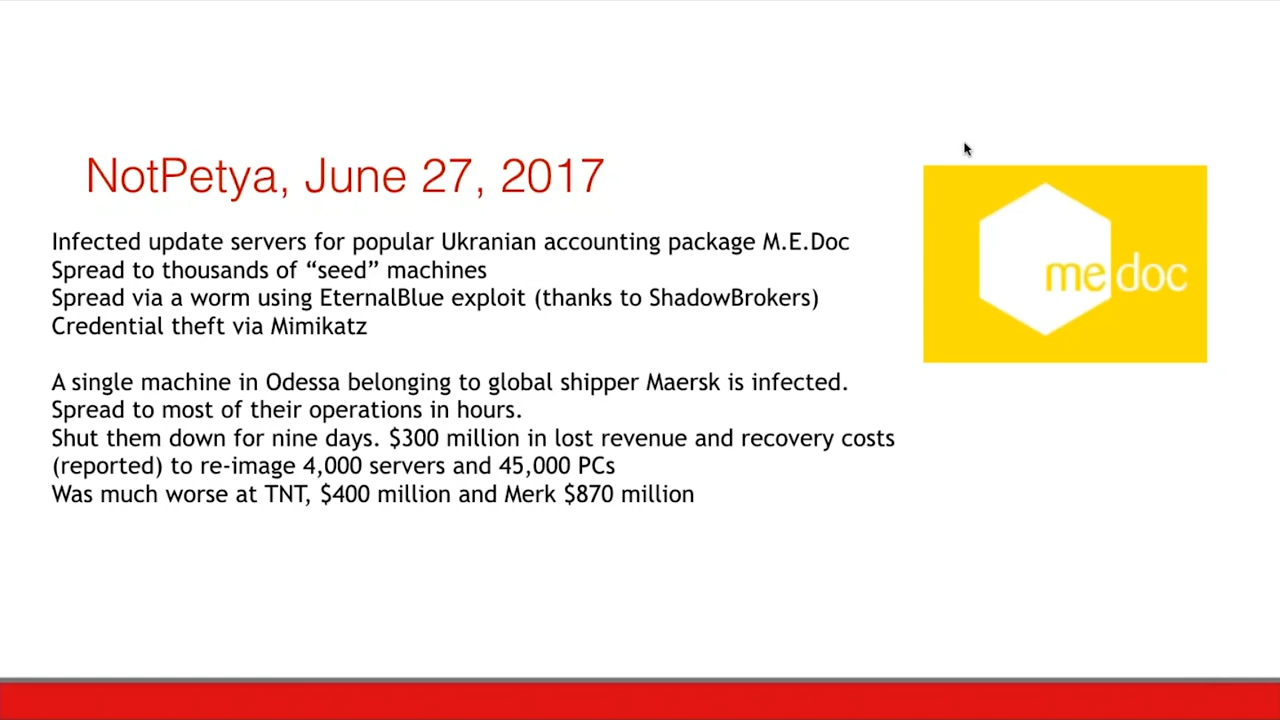 NotPetya, June 27, 2017
Infected update servers for popular Ukranian accounting package M.E.Doc
Spread to thousands of “seed” machines
Spread via a worm using EternalBlue exploit (thanks to ShadowBrokers)
Credential theft via Mimikatz
A single machine in Odessa belonging to global shipper Maersk is infected.
Spread to most of their operations in hours.
Shut them down for nine days. $300 million in lost revenue and recovery costs
(reported) to re-image 4,000 servers and 45,000 PCs
Was much worse at TNT, $400 million and Merk $870 million
me doc